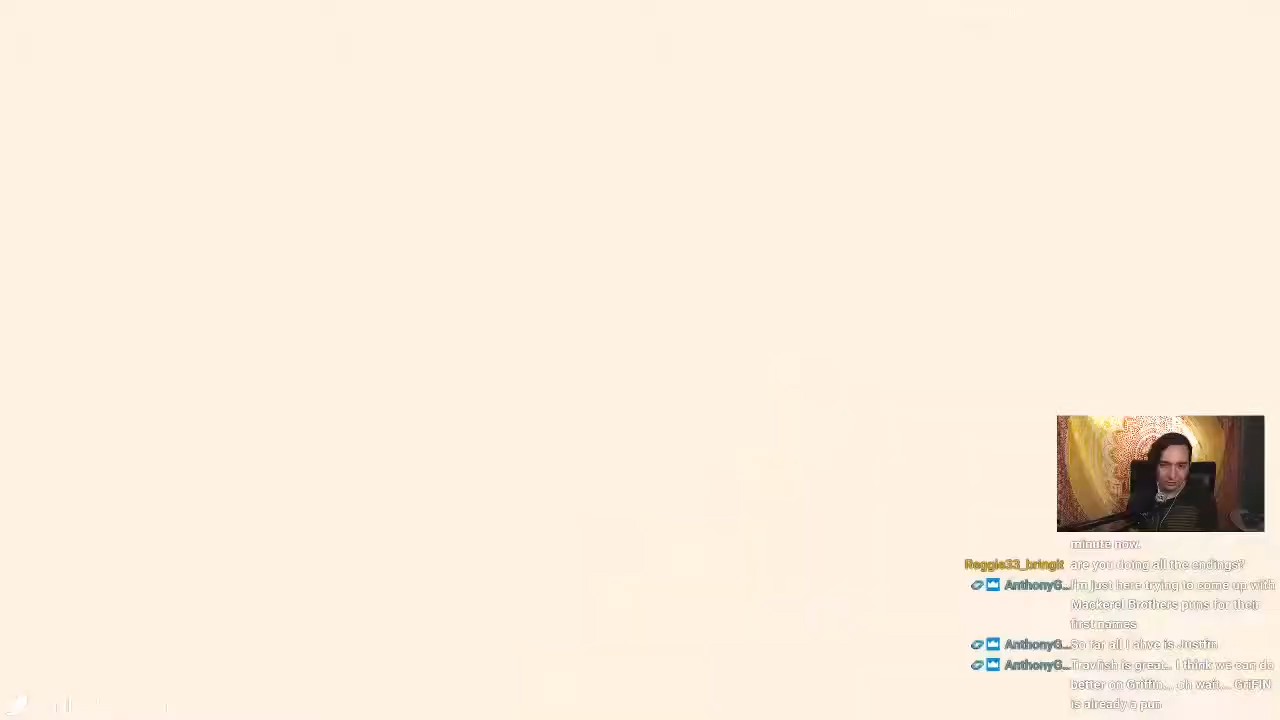 minute now.
Reggie33_bringit are you doing all the endings?
AnthonyG... I'm just here trying to come up with
Mackerel Brothers puns for their
first names
AnthonyG... So far all I ahve is Justfin
AnthonyG... Travfish is great... I think we can do
better on Griffin... oh wait... GrifFIN
is already a pun